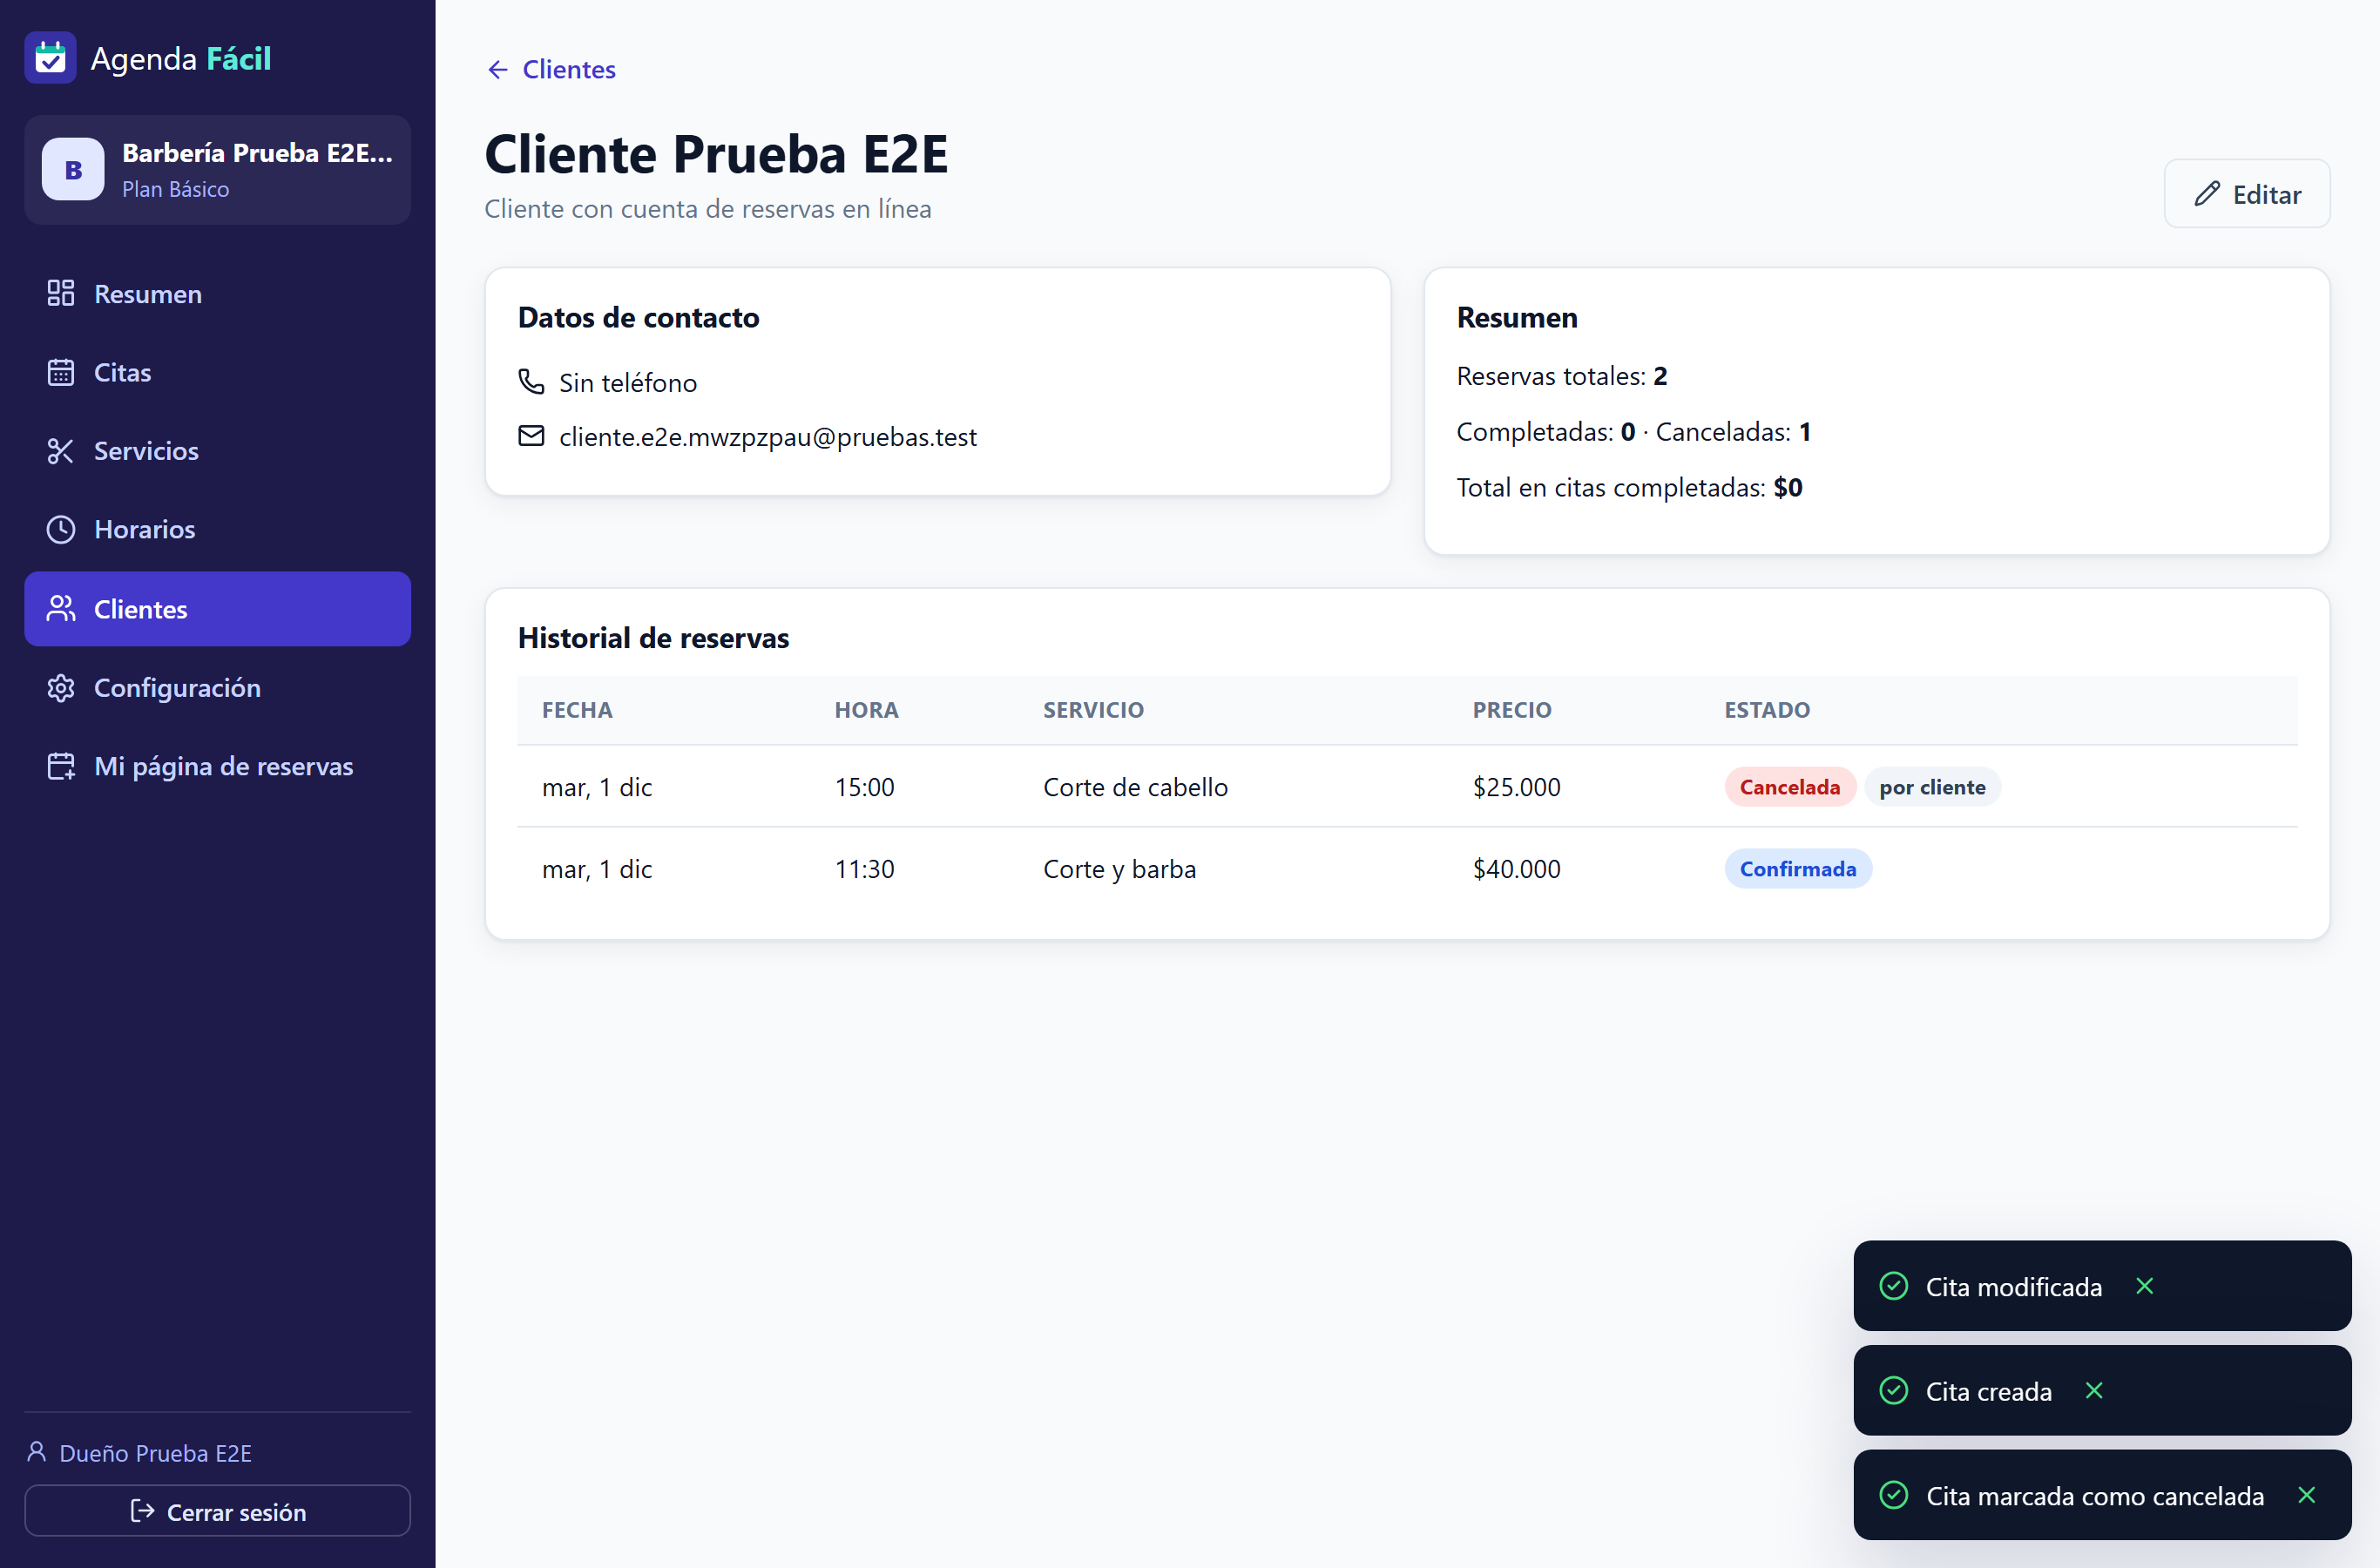 Agenda Fácil
B
Barbería Prueba E2E...
Plan Básico
Resumen
Citas
Servicios
Horarios
Clientes
Configuración
Mi página de reservas
Dueño Prueba E2E
Cerrar sesión
Clientes
Cliente Prueba E2E
Cliente con cuenta de reservas en línea
Editar
Datos de contacto
Sin teléfono
cliente.e2e.mwzpzpau@pruebas.test
Resumen
Reservas totales: 2
Completadas: 0 · Canceladas: 1
Total en citas completadas: $0
Historial de reservas
FECHA HORA SERVICIO PRECIO ESTADO
mar, 1 dic 15:00 Corte de cabello $25.000 Cancelada por cliente
mar, 1 dic 11:30 Corte y barba $40.000 Confirmada
Cita modificada
Cita creada
Cita marcada como cancelada